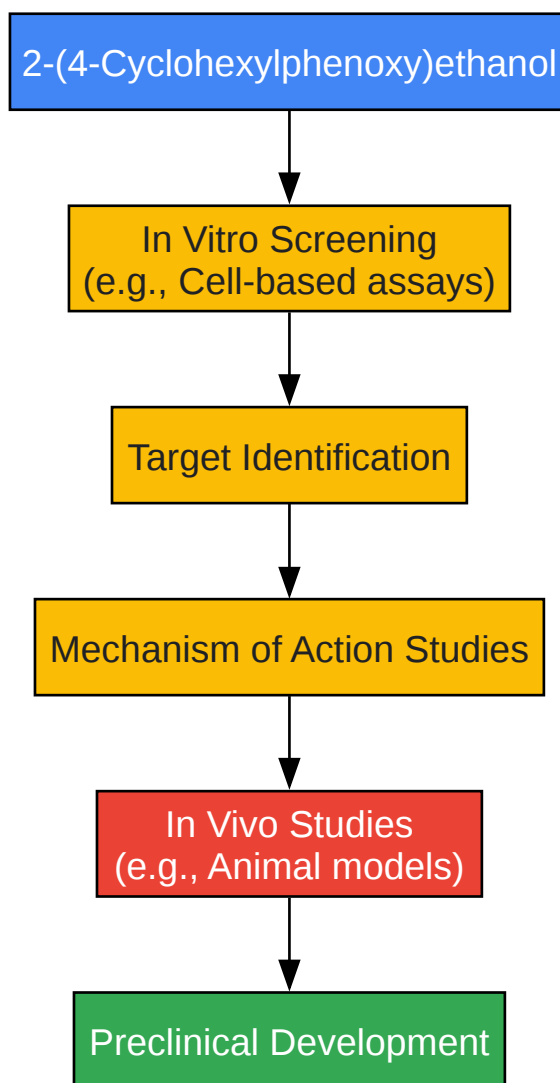 2-(4-Cyclohexylphenoxy)ethanol
In Vitro Screening
(e.g., Cell-based assays)
Target Identification
Mechanism of Action Studies
In Vivo Studies
(e.g., Animal models)
Preclinical Development